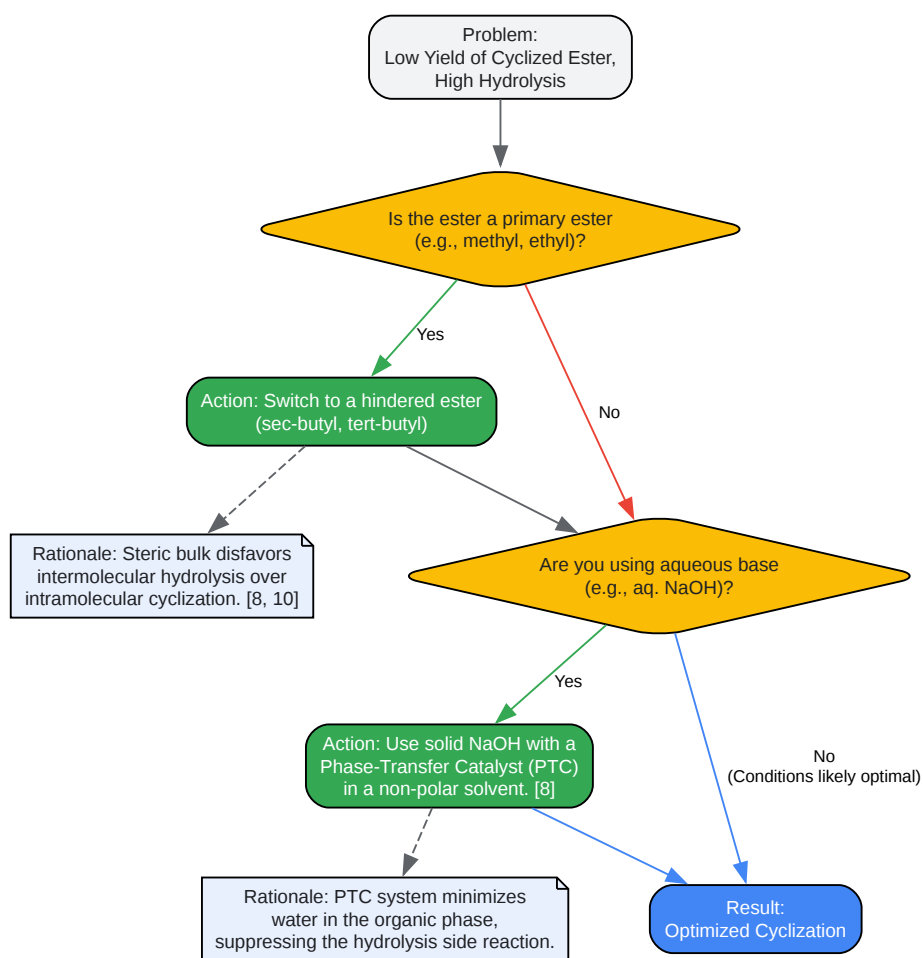 Problem:
Low Yield of Cyclized Ester,
High Hydrolysis
Is the ester a primary ester
(e.g., methyl, ethyl)?
Yes
Action: Switch to a hindered ester
(sec-butyl, tert-butyl)
No
Rationale: Steric bulk disfavors
intermolecular hydrolysis over
intramolecular cyclization. [8, 10]
Are you using aqueous base
(e.g., aq. NaOH)?
Yes
Action: Use solid NaOH with a
Phase-Transfer Catalyst (PTC)
in a non-polar solvent. [8]
No
(Conditions likely optimal)
Rationale: PTC system minimizes
water in the organic phase,
suppressing the hydrolysis side reaction.
Result:
Optimized Cyclization